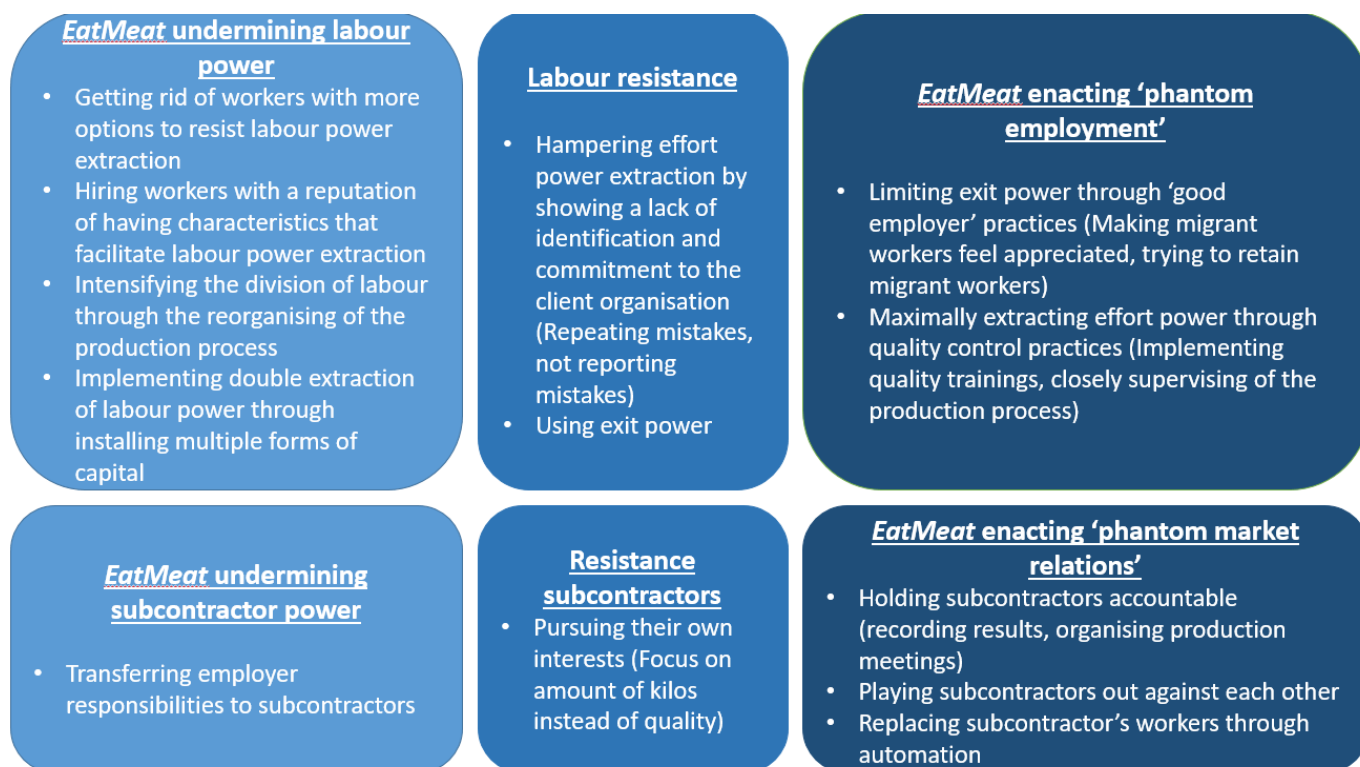 EatMeat undermining labour
power
• Getting rid of workers with more
options to resist labour power
extraction
• Hiring workers with a reputation
of having characteristics that
facilitate labour power extraction
• Intensifying the division of labour
through the reorganising of the
production process
• Implementing double extraction
of labour power through
installing multiple forms of
capital
Labour resistance
• Hampering effort
power extraction by
showing a lack of
identification and
commitment to the
client organisation
(Repeating mistakes,
not reporting
mistakes)
• Using exit power
EatMeat enacting ‘phantom
employment’
• Limiting exit power through ‘good
employer’ practices (Making migrant
workers feel appreciated, trying to retain
migrant workers)
• Maximally extracting effort power through
quality control practices (Implementing
quality trainings, closely supervising of the
production process)
EatMeat undermining
subcontractor power
• Transferring employer
responsibilities to subcontractors
Resistance
subcontractors
• Pursuing their own
interests (Focus on
amount of kilos
instead of quality)
EatMeat enacting ‘phantom market
relations’
• Holding subcontractors accountable
(recording results, organising production
meetings)
• Playing subcontractors out against each other
• Replacing subcontractor’s workers through
automation